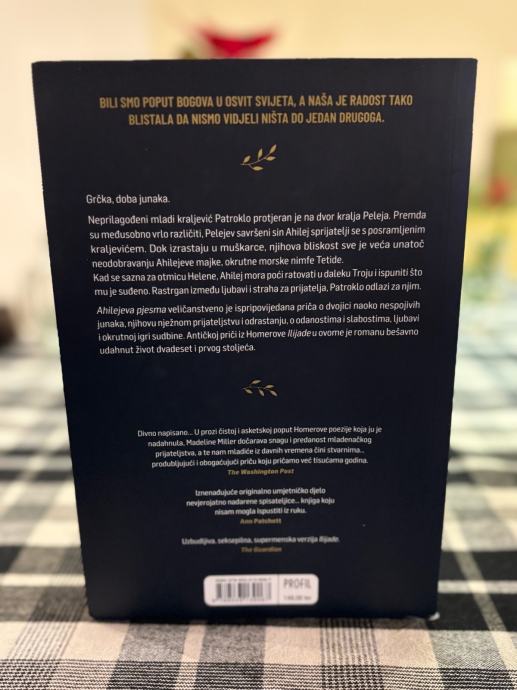 BILI SMO POPUT BOGOVA U OSVIT SVIJETA, A NAŠA JE RADOST TAKO
BLISTALA DA NISMO VIDJELI NIŠTA DO JEDAN DRUGOGA.
Grčka, doba junaka.
Neprilagođeni mladi kraljević Patroklo protjeran je na dvor kralja Peleja. Premda
su međusobno vrlo različiti, Pelejev savršeni sin Ahilej sprijatelji se s posramljenim
kraljevićem. Dok izrastaju u muškarce, njihova bliskost sve je veća unatoč
neodobravanju Ahilejeve majke, okrutne morske nimfe Tetide.
Kad se sazna za otmicu Helene, Ahilej mora poći ratovati u daleku Troju i ispuniti što
mu je suđeno. Rastrgan između ljubavi i straha za prijatelja, Patroklo odlazi za njim.
Ahilejeva pjesma veličanstveno je ispripovijedana priča o dvojici naoko nespojivih
junaka, njihovu nježnom prijateljstvu i odrastanju, o odanostima i slabostima, ljubavi
i okrutnoj igri sudbine. Antičkoj priči iz Homerove Ilijade u ovome je romanu bešavno
udahnut život dvadeset i prvog stoljeća.
Divno napisano... U prozi čistoj i asketskoj poput Homerove poezije koja ju je
nadahnula, Madeline Miller dočarava snagu i predanost mladenačkog
prijateljstva, a te nam mladiće iz davnih vremena čini stvarnima...
produbljujući i obogaćujući priču koju pričamo već tisućama godina.
The Washington Post
Iznenađujuće originalno umjetničko djelo
nevjerojatno nadarene spisateljice... knjiga koju
nisam mogla ispustiti iz ruku.
Ann Patchett
Uzbudljiva, seksepilna, supermenska verzija Ilijade.
The Guardian
PROFIL